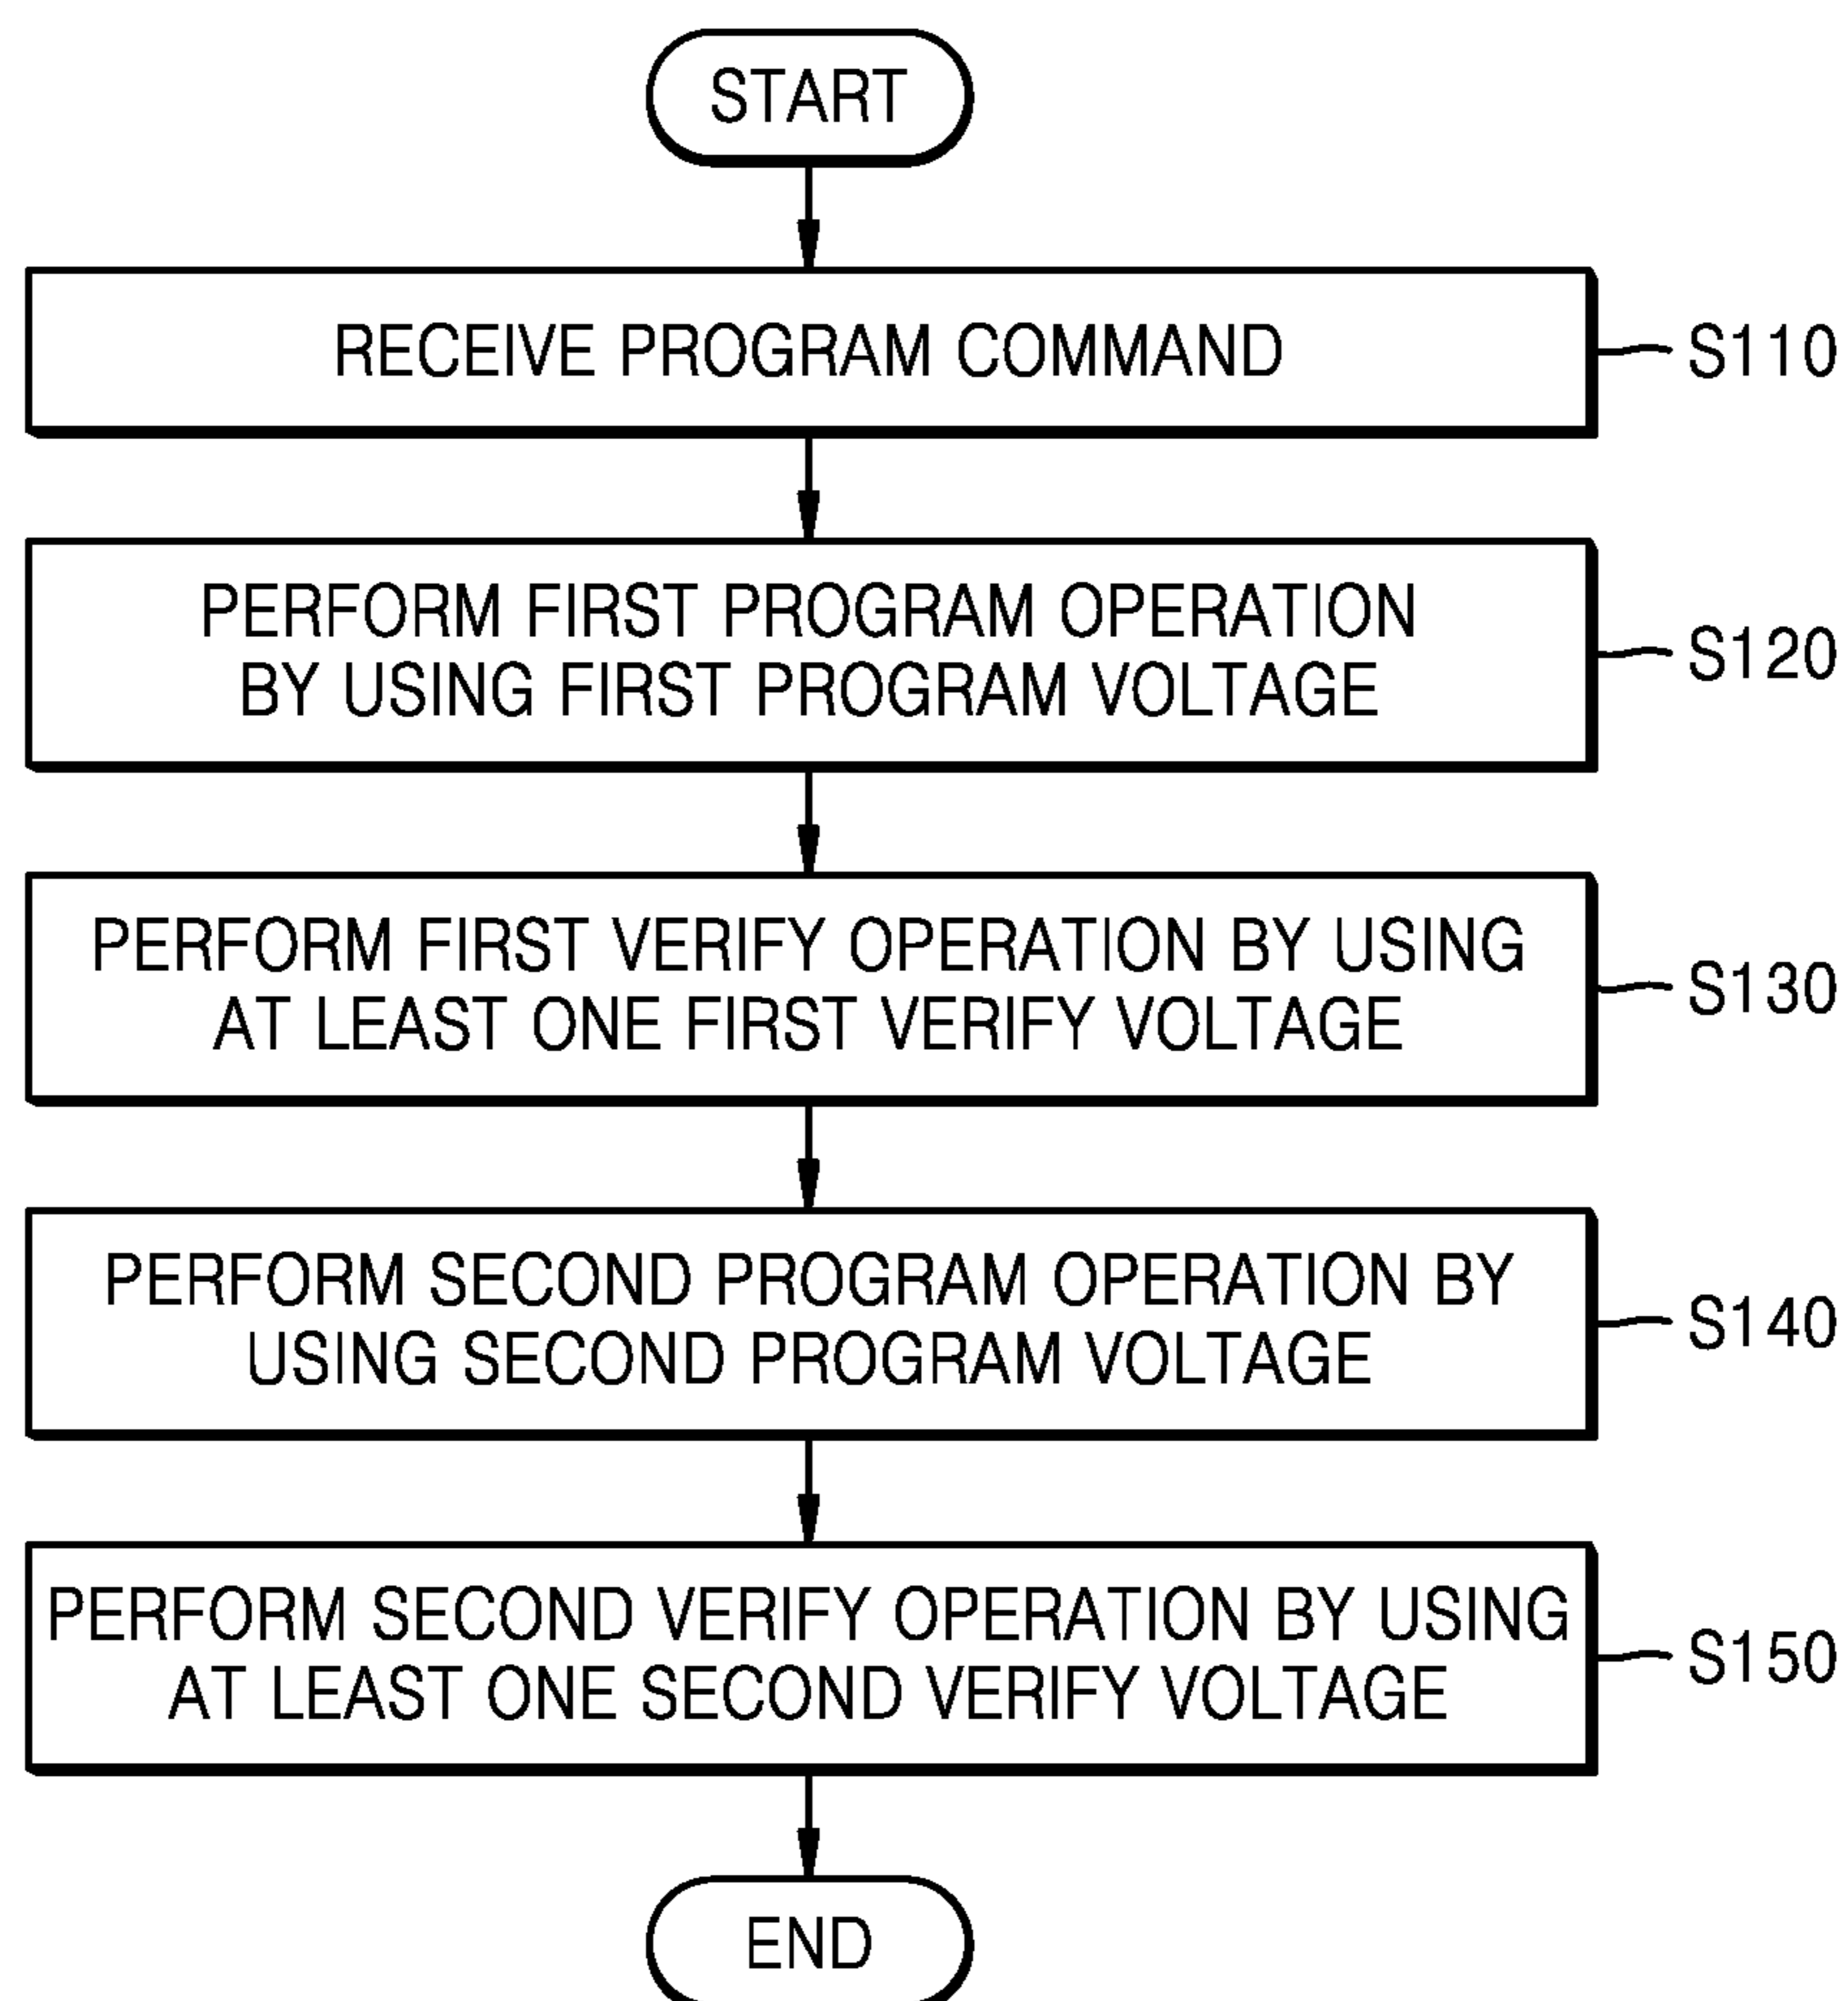 START
RECEIVE PROGRAM COMMAND
S110
PERFORM FIRST PROGRAM OPERATION
BY USING FIRST PROGRAM VOLTAGE
S120
PERFORM FIRST VERIFY OPERATION BY USING
AT LEAST ONE FIRST VERIFY VOLTAGE
S130
PERFORM SECOND PROGRAM OPERATION BY
USING SECOND PROGRAM VOLTAGE
S140
PERFORM SECOND VERIFY OPERATION BY USING
AT LEAST ONE SECOND VERIFY VOLTAGE
S150
END